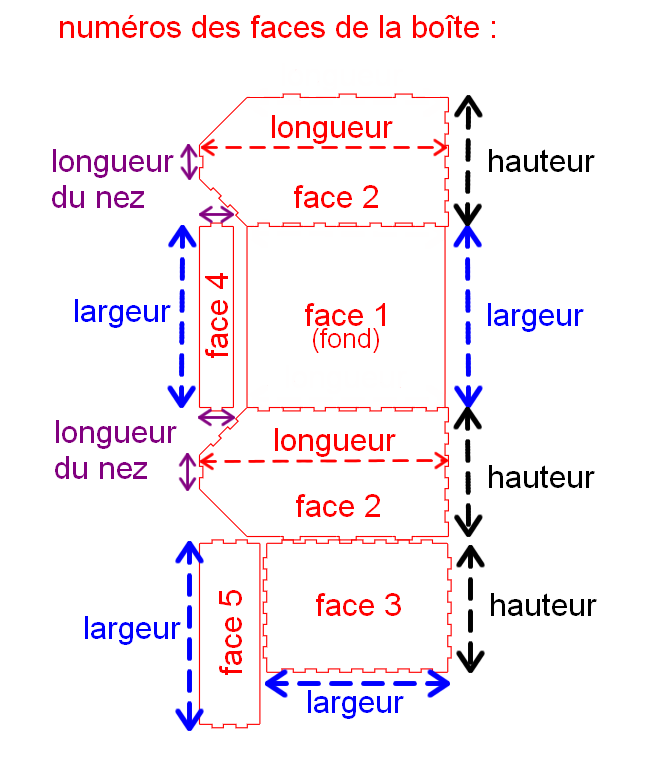 numéros des faces de la boîte :
longueur
longueur
du nez
hauteur
face 2
face 4
largeur
face 1
(fond)
largeur
longueur
du nez
longueur
hauteur
face 2
face 5
face 3
hauteur
largeur
largeur